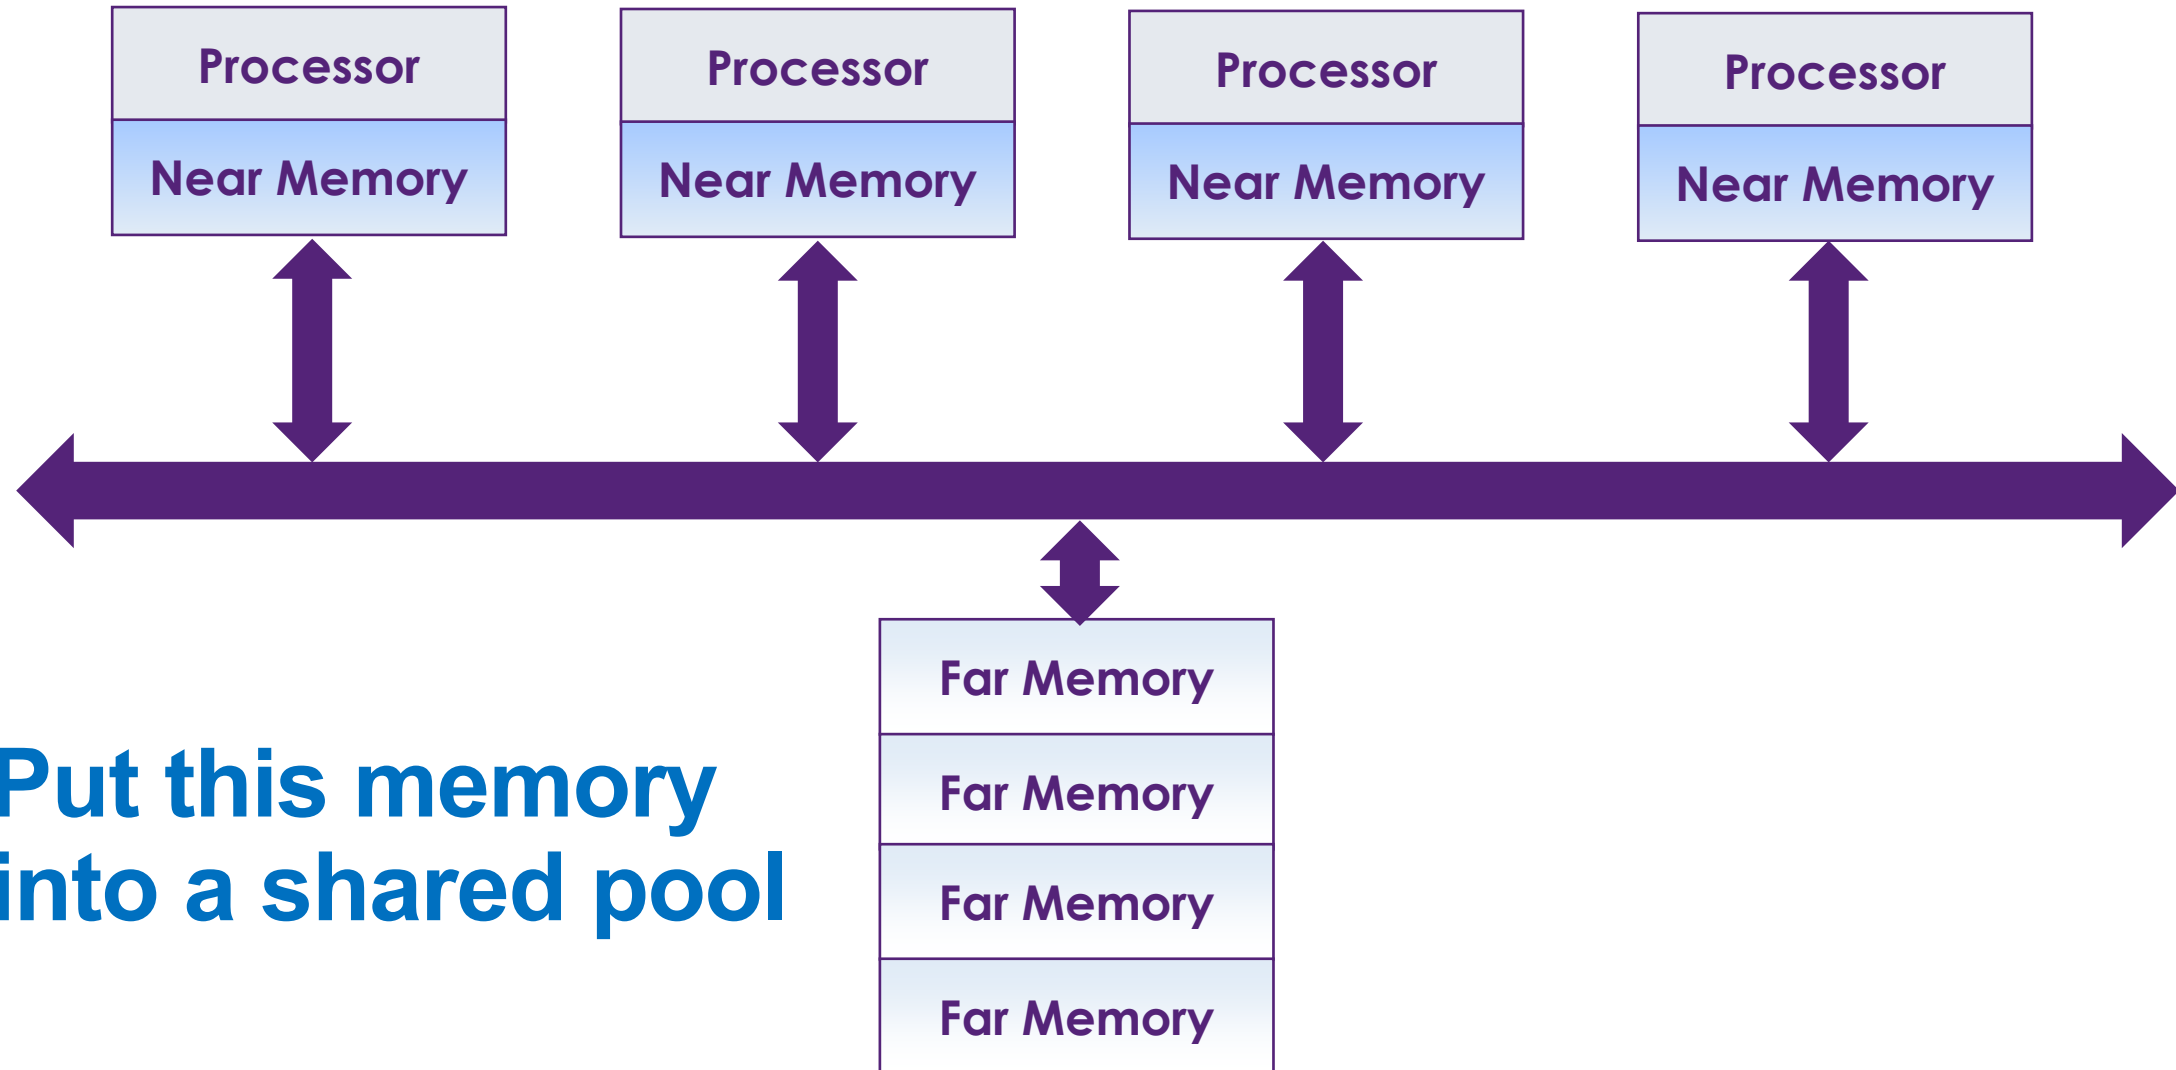 Processor
Near Memory
Processor
Near Memory
Processor
Near Memory
Processor
Near Memory
Far Memory
Far Memory
Far Memory
Far Memory
Put this memory
into a shared pool